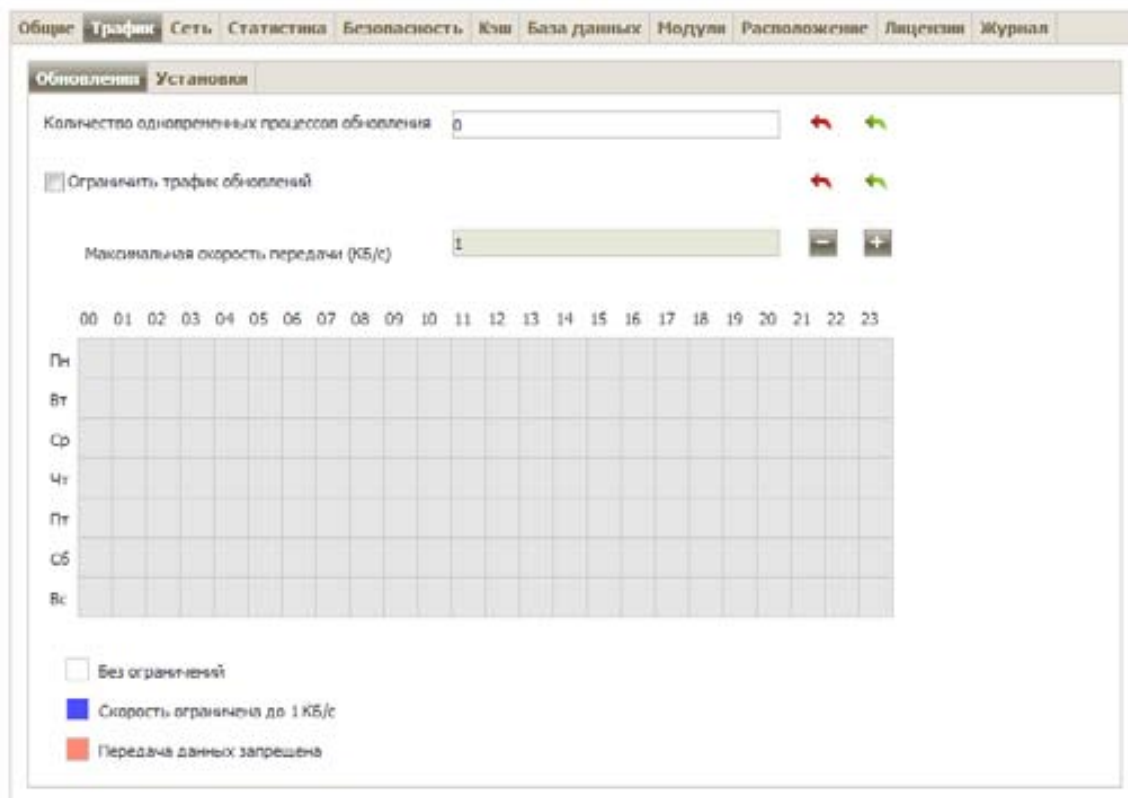 Общие Трафик Сеть Статистика Безопасность Кэш База данных Модули Расположение Лицензии Журнал
Обновления Установки
Количество одновременных процессов обновления 0
Ограничить трафик обновлений
Максимальная скорость передачи (КБ/с) 1
00 01 02 03 04 05 06 07 08 09 10 11 12 13 14 15 16 17 18 19 20 21 22 23
Пн
Вт
Ср
Чт
Пт
Сб
Вс
Без ограничений
Скорость ограничена до 1 КБ/с
Передача данных запрещена